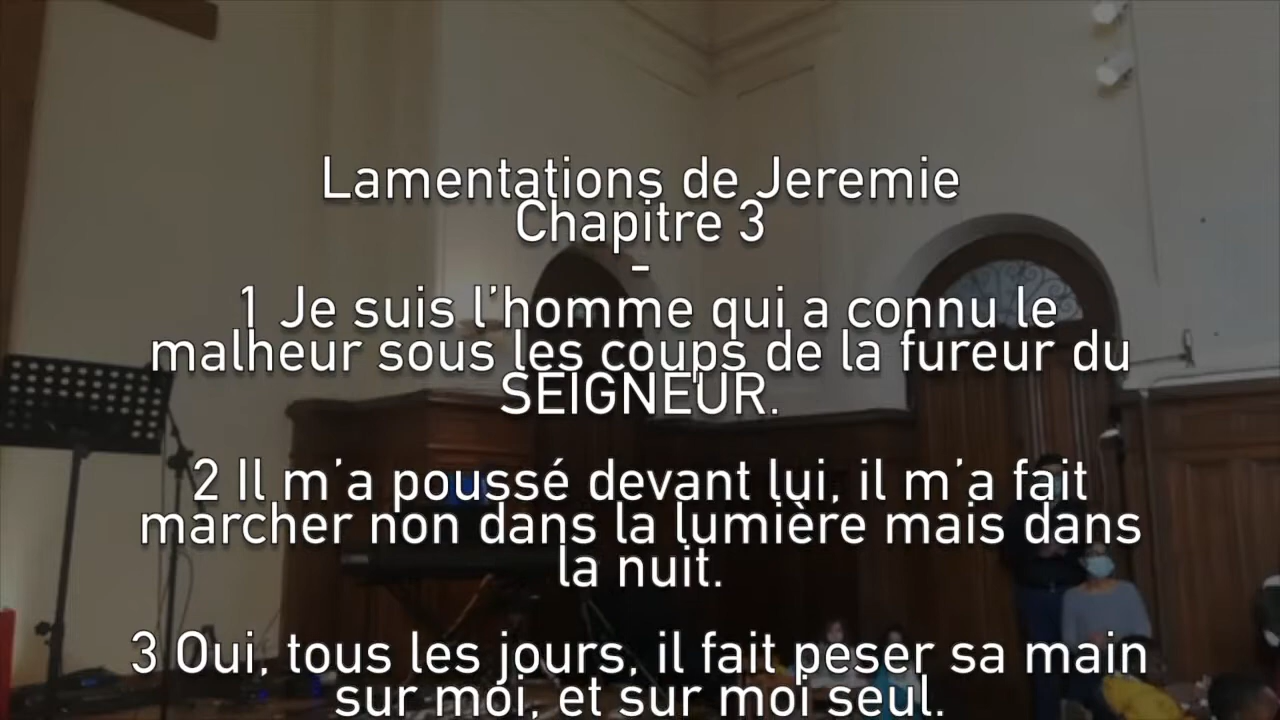 Lamentations de Jeremie
Chapitre 3
-
1 Je suis l’homme qui a connu le
malheur sous les coups de la fureur du
SEIGNEUR.
2 Il m’a poussé devant lui, il m’a fait
marcher non dans la lumière mais dans
la nuit.
3 Oui, tous les jours, il fait peser sa main
sur moi, et sur moi seul.